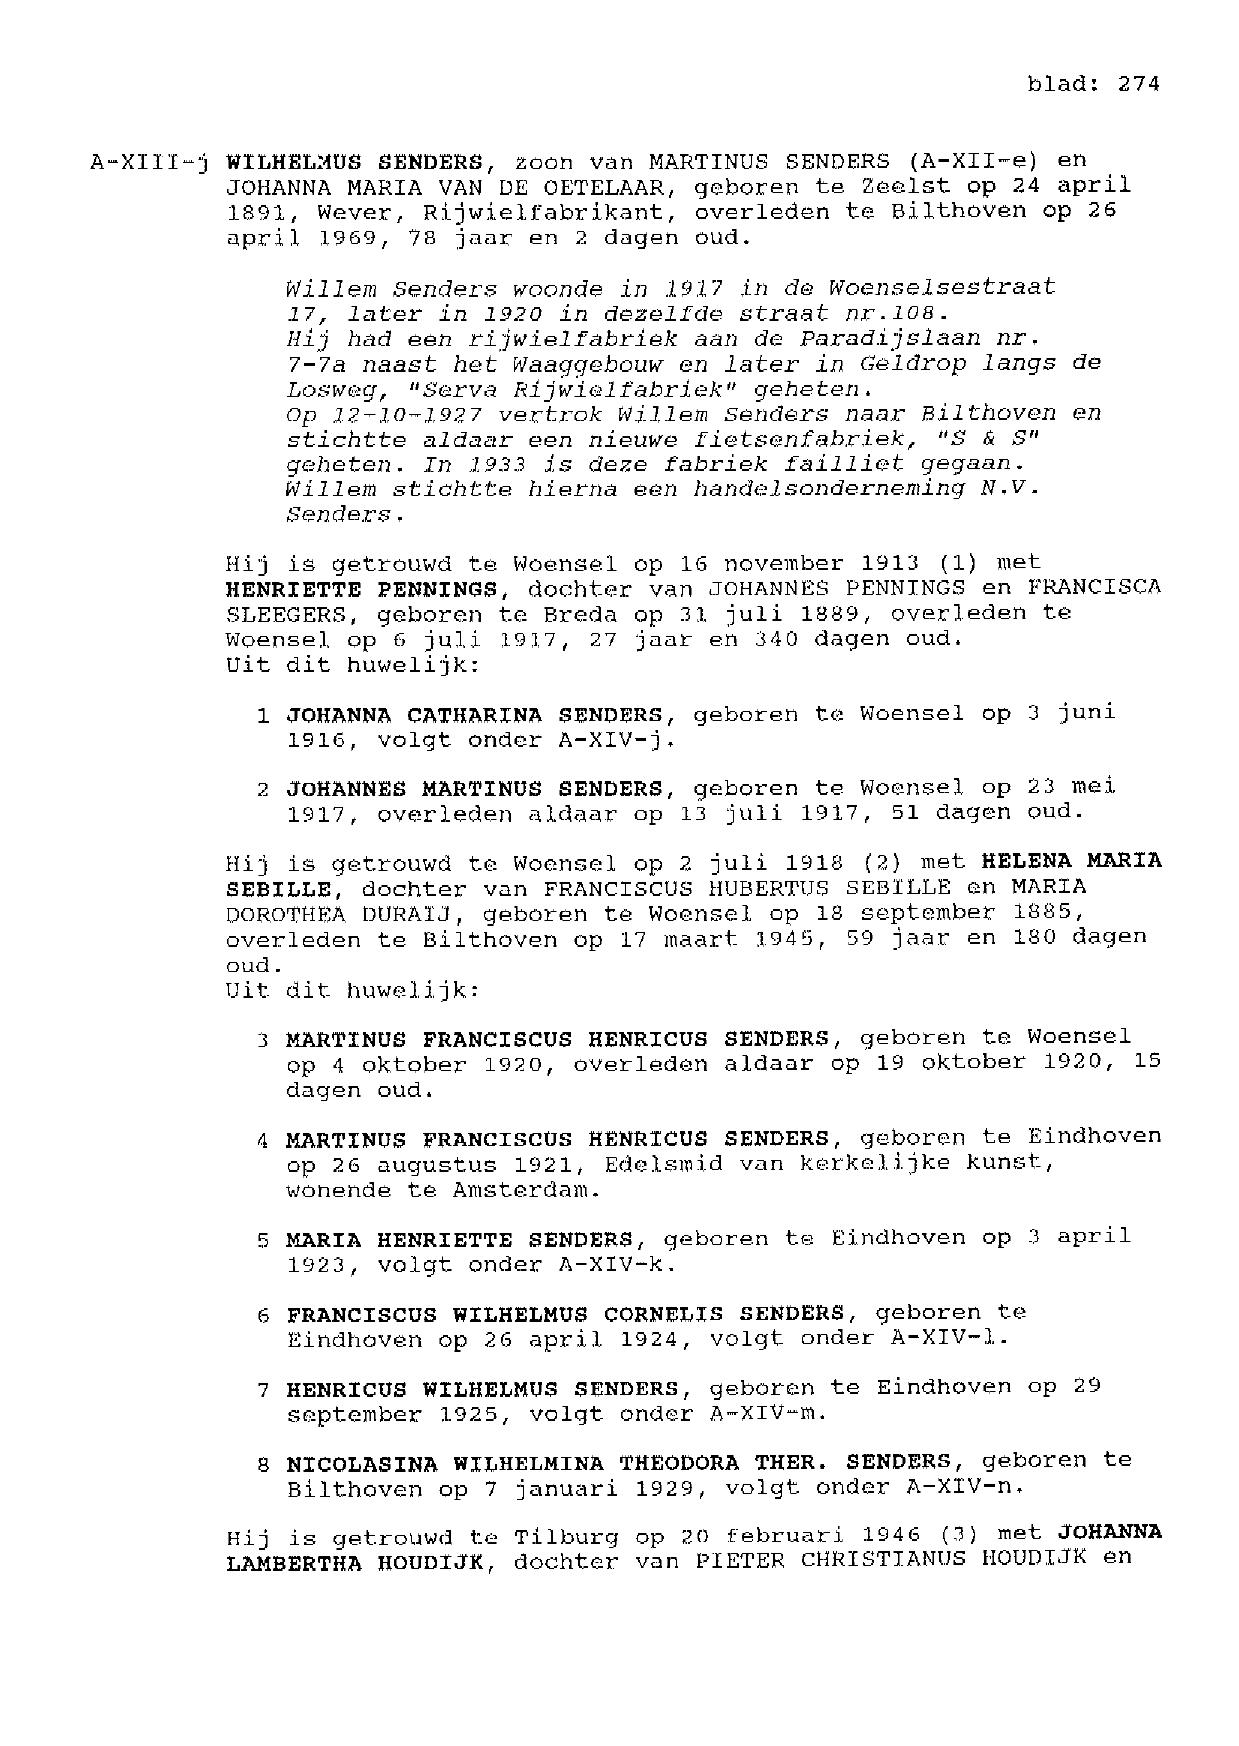 blad: 274
A-XIII-j WILHELMUS SENDERS, zoon van MARTINUS SENDERS (A-XII-e) en
JOHANNA MARIA VAN DE OETELAAR, geboren te Zeelst op 24 april
1891, Wever, Rijwielfabrikant, overleden te Bilthoven op 26
april 1969, 78 jaar en 2 dagen oud.
Willem Senders woonde in 1917 in de Woenselsestraat
17, later in 1920 in dezelfde straat nr.108.
Hij had een rijwielfabriek aan de Paradijslaan nr.
7-7a naast het Waaggebouw en later in Geldrop langs de
Losweg, "Serva Rijwielfabriek" geheten.
Op 12-10-1927 vertrok Willem Senders naar Bilthoven en
stichtte aldaar een nieuwe fietsenfabriek, "S & S"
geheten. In 1933 is deze fabriek failliet gegaan.
Willem stichtte hierna een handelsonderneming N.V.
Senders.
Hij is getrouwd te Woensel op 16 november 1913 (1) met
HENRIETTE PENNINGS, dochter van JOHANNES PENNINGS en FRANCISCA
SLEEGERS, geboren te Breda op 31 juli 1889, overleden te
Woensel op 6 juli 1917, 27 jaar en 340 dagen oud.
Uit dit huwelijk:
1 JOHANNA CATHARINA SENDERS, geboren te Woensel op 3 juni
1916, volgt onder A-XIV-j.
2 JOHANNES MARTINUS SENDERS, geboren te Woensel op 23 mei
1917, overleden aldaar op 13 juli 1917, 51 dagen oud.
Hij is getrouwd te Woensel op 2 juli 1918 (2) met HELENA MARIA
SEBILLE, dochter van FRANCISCUS HUBERTUS SEBILLE en MARIA
DOROTHEA DURAIJ, geboren te Woensel op 18 september 1885,
overleden te Bilthoven op 17 maart 1945, 59 jaar en 180 dagen
oud.
Uit dit huwelijk:
3 MARTINUS FRANCISCUS HENRICUS SENDERS, geboren te Woensel
op 4 oktober 1920, overleden aldaar op 19 oktober 1920, 15
dagen oud.
4 MARTINUS FRANCISCUS HENRICUS SENDERS, geboren te Eindhoven
op 26 augustus 1921, Edelsmid van kerkelijke kunst,
wonende te Amsterdam.
5 MARIA HENRIETTE SENDERS, geboren te Eindhoven op 3 april
1923, volgt onder A-XIV-k.
6 FRANCISCUS WILHELMUS CORNELIS SENDERS, geboren te
Eindhoven op 26 april 1924, volgt onder A-XIV-l.
7 HENRICUS WILHELMUS SENDERS, geboren te Eindhoven op 29
september 1925, volgt onder A-XIV-m.
8 NICOLASINA WILHELMINA THEODORA THER. SENDERS, geboren te
Bilthoven op 7 januari 1929, volgt onder A-XIV-n.
Hij is getrouwd te Tilburg op 20 februari 1946 (3) met JOHANNA
LAMBERTHA HOUDIJK, dochter van PIETER CHRISTIANUS HOUDIJK en